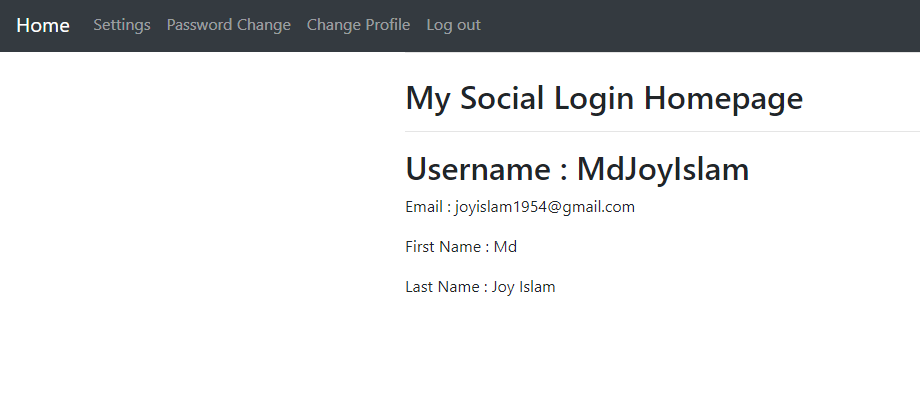 Home Settings Password Change Change Profile Log out
My Social Login Homepage
Username : MdJoyIslam
Email : joyislam1954@gmail.com
First Name : Md
Last Name : Joy Islam